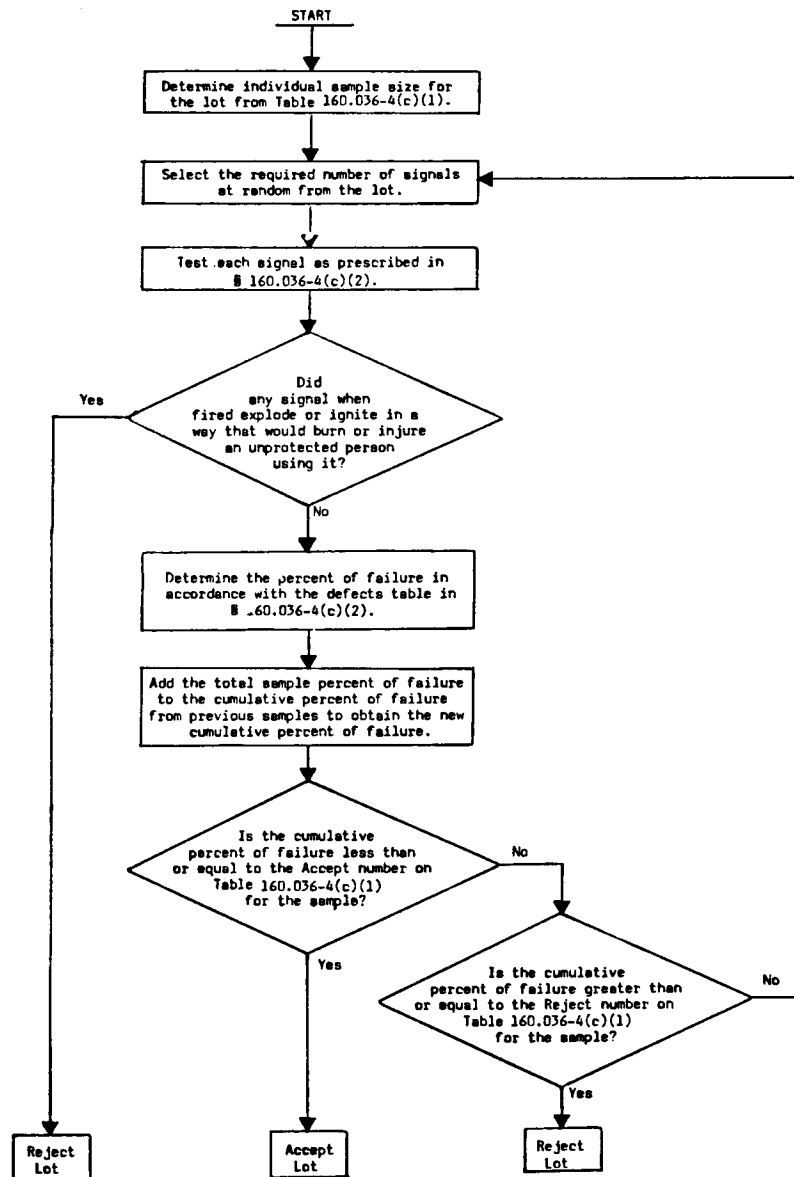 START
Determine individual sample size for
the lot from Table 160.036-4(c)(1).
Select the required number of signals
at random from the lot.
Test each signal as prescribed in
§ 160.036-4(c)(2).
Did
any signal when
fired explode or ignite in a
way that would burn or injure
an unprotected person
using it?
Yes
No
Determine the percent of failure in
accordance with the defects table in
§ 160.036-4(c)(2).
Add the total sample percent of failure
to the cumulative percent of failure
from previous samples to obtain the new
cumulative percent of failure.
Is the cumulative
percent of failure less than
or equal to the Accept number on
Table 160.036-4(c)(1)
for the sample?
No
Yes
Is the cumulative
percent of failure greater than
or equal to the Reject number on
Table 160.036-4(c)(1)
for the sample?
No
Yes
Reject
Lot
Accept
Lot
Reject
Lot